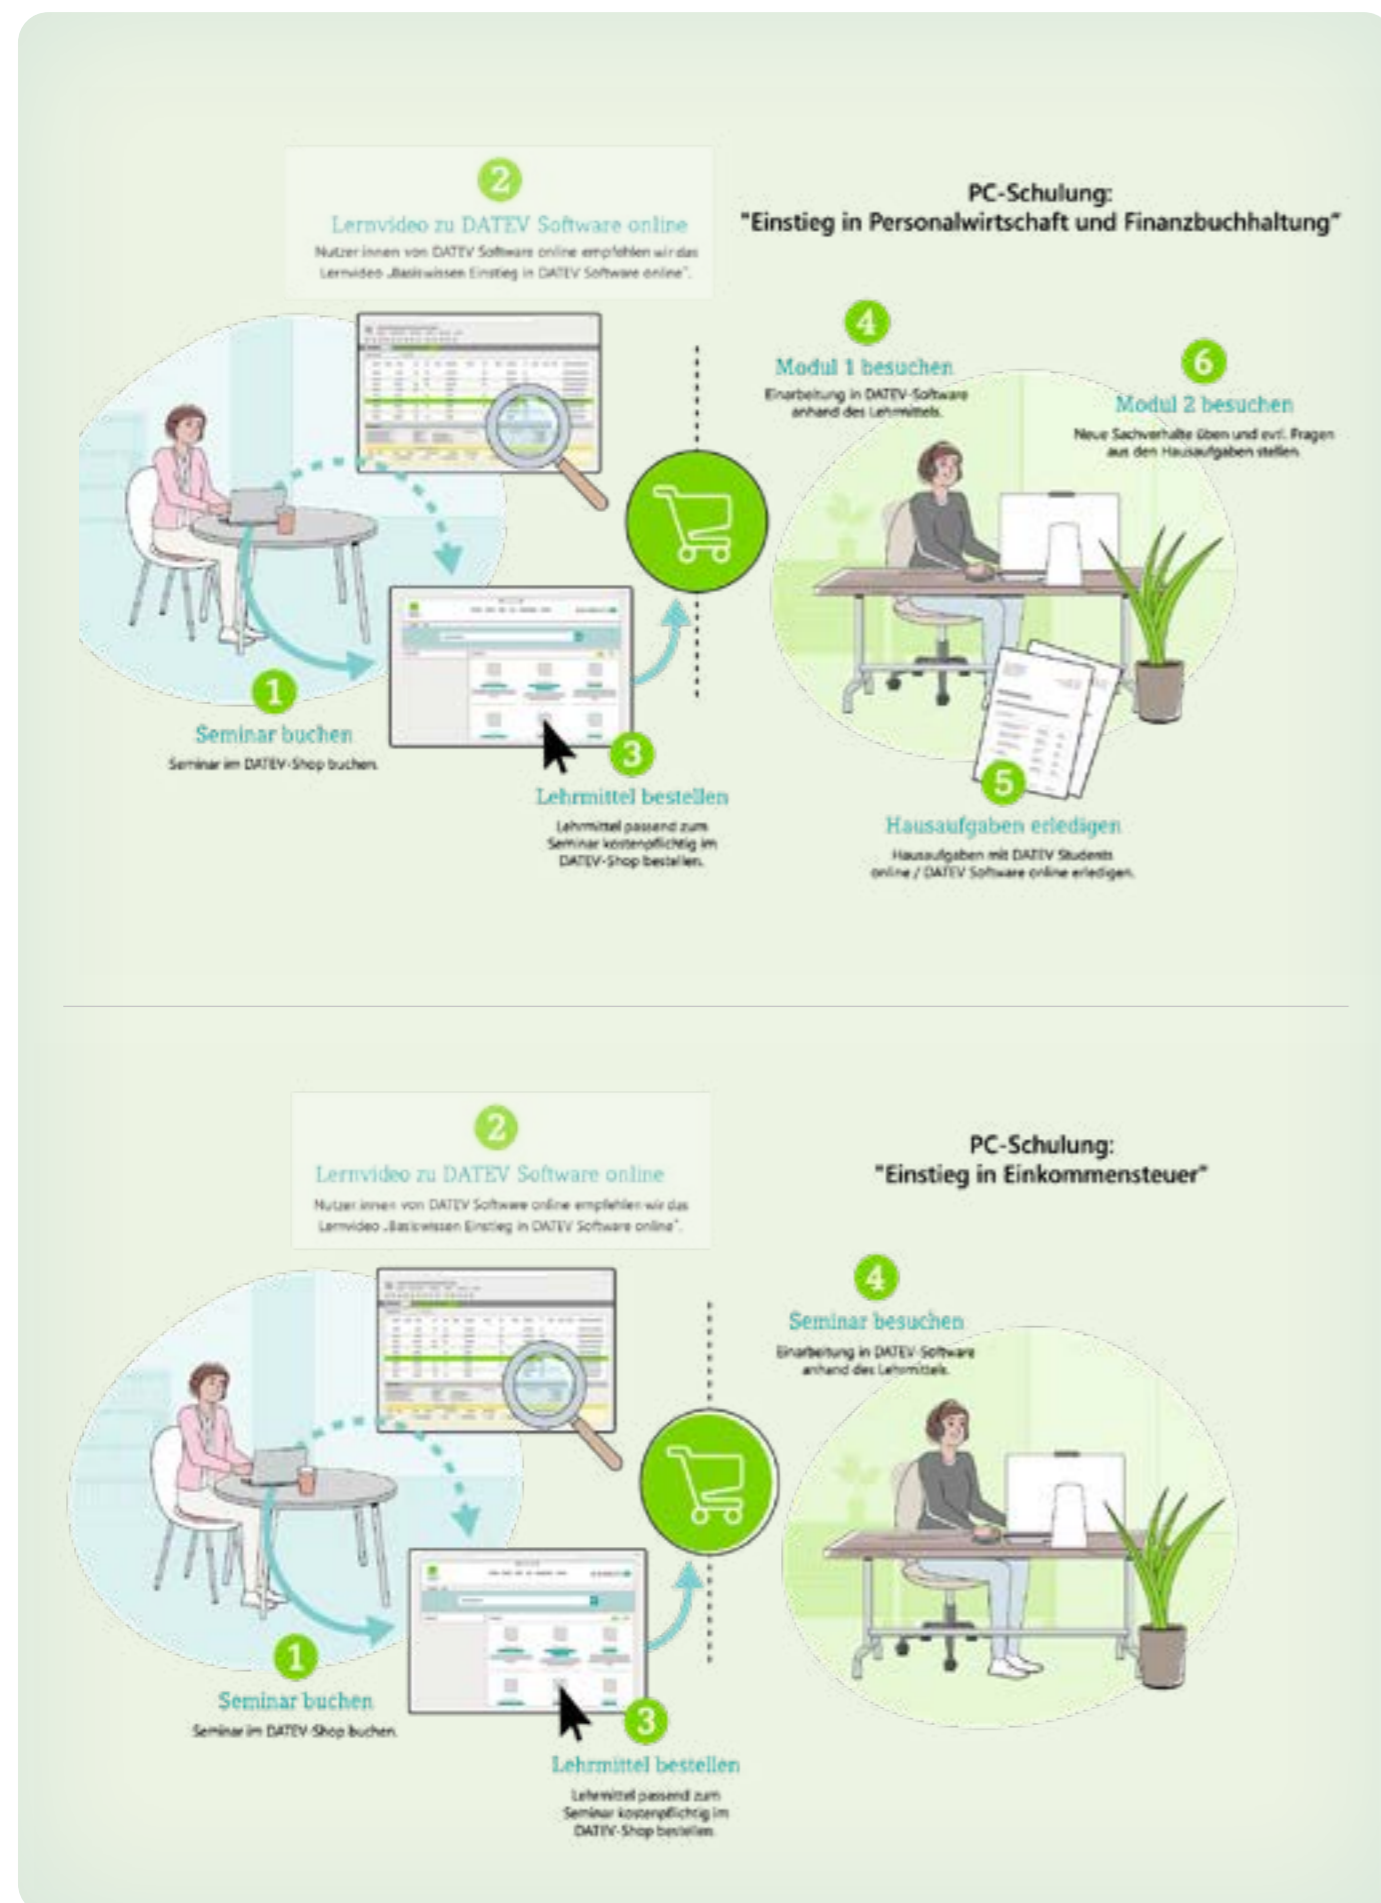 2
Lernvideo zu DATEV Software online
Nutzer:innen von DATEV Software online empfehlen wir das
Lernvideo „Basiswissen Einstieg in DATEV Software online“.
PC-Schulung:
"Einstieg in Personalwirtschaft und Finanzbuchhaltung"
4
Modul 1 besuchen
Einarbeitung in DATEV-Software
anhand des Lehrmittels.
6
Modul 2 besuchen
Neue Sachverhalte üben und evtl. Fragen
aus den Hausaufgaben stellen.
1
Seminar buchen
Seminar im DATEV-Shop buchen.
3
Lehrmittel bestellen
Lehrmittel passend zum
Seminar kostenpflichtig im
DATEV-Shop bestellen.
5
Hausaufgaben erledigen
Hausaufgaben mit DATEV Students
online / DATEV Software online erledigen.
2
Lernvideo zu DATEV Software online
Nutzer:innen von DATEV Software online empfehlen wir das
Lernvideo „Basiswissen Einstieg in DATEV Software online“.
PC-Schulung:
"Einstieg in Einkommensteuer"
4
Seminar besuchen
Einarbeitung in DATEV-Software
anhand des Lehrmittels.
1
Seminar buchen
Seminar im DATEV-Shop buchen.
3
Lehrmittel bestellen
Lehrmittel passend zum
Seminar kostenpflichtig im
DATEV-Shop bestellen.